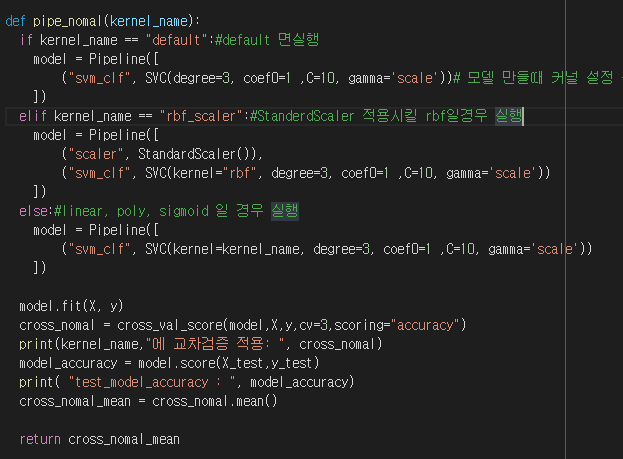 def pipe_nomal(kernel_name):
  if kernel_name == "default":#default 면실행
    model = Pipeline([
        ("svm_clf", SVC(degree=3, coef0=1 ,C=10, gamma='scale'))# 모델 만들때 커널 설정
    ])
  elif kernel_name == "rbf_scaler":#StanderdScaler 적용시킬 rbf일경우 실행
    model = Pipeline([
        ("scaler", StandardScaler()),
        ("svm_clf", SVC(kernel="rbf", degree=3, coef0=1 ,C=10, gamma='scale'))
    ])
  else:#linear, poly, sigmoid 일 경우 실행
    model = Pipeline([
        ("svm_clf", SVC(kernel=kernel_name, degree=3, coef0=1 ,C=10, gamma='scale'))
    ])
  model.fit(X, y)
  cross_nomal = cross_val_score(model,X,y,cv=3,scoring="accuracy")
  print(kernel_name,"에 교차검증 적용: ", cross_nomal)
  model_accuracy = model.score(X_test,y_test)
  print( "test_model_accuracy : ", model_accuracy)
  cross_nomal_mean = cross_nomal.mean()
  return cross_nomal_mean